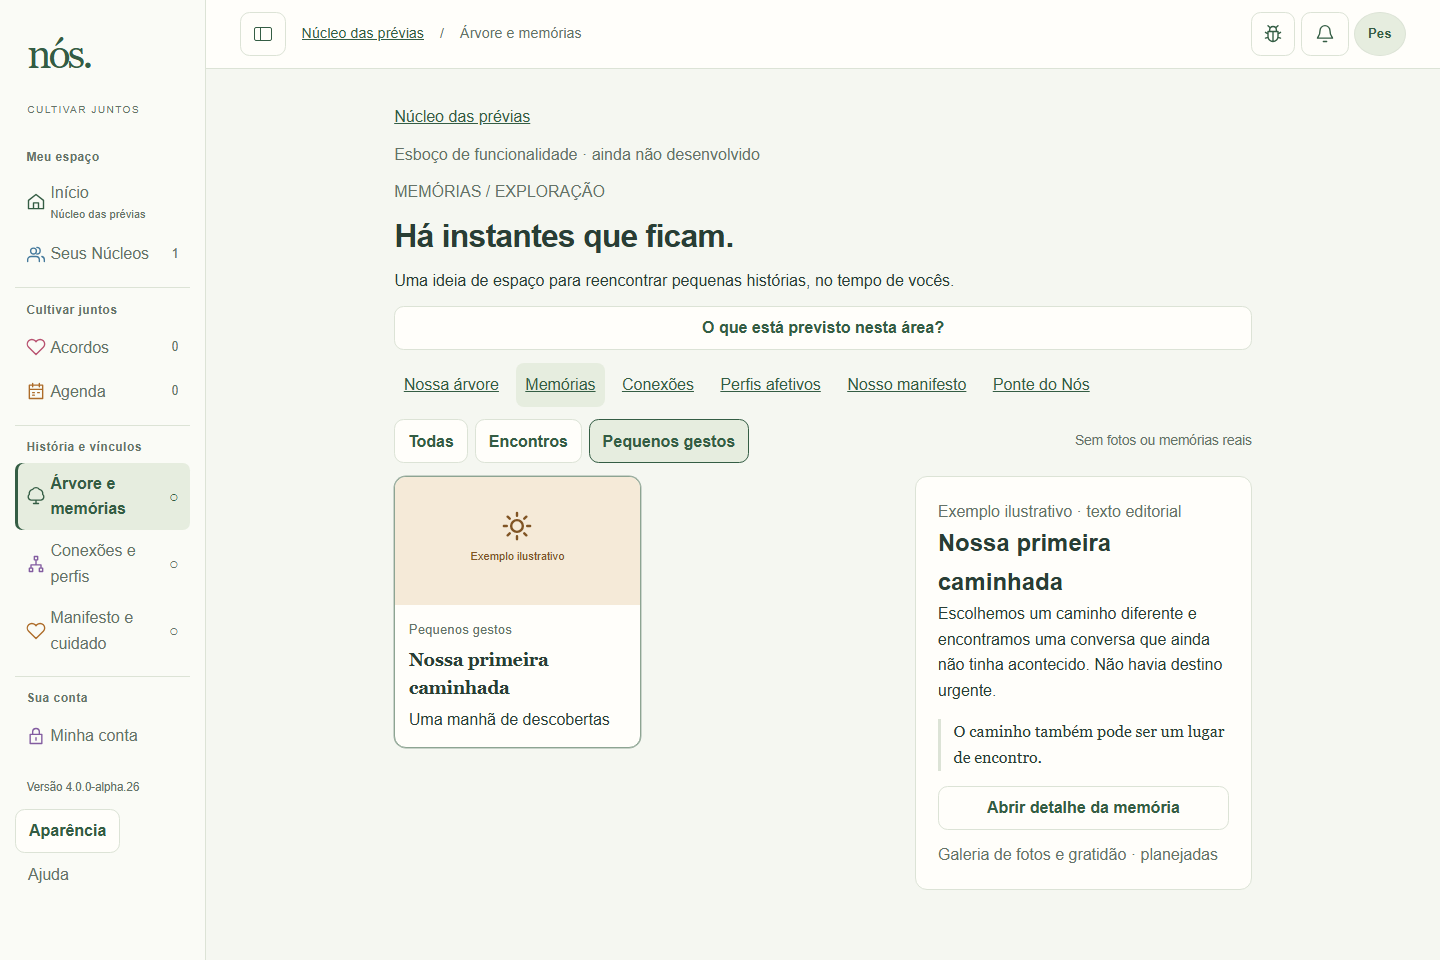 nós.
CULTIVAR JUNTOS
Meu espaço
Início
Núcleo das prévias
Seus Núcleos 1
Cultivar juntos
Acordos 0
Agenda 0
História e vínculos
Árvore e
memórias
Conexões e
perfis
Manifesto e
cuidado
Sua conta
Minha conta
Versão 4.0.0-alpha.26
Aparência
Ajuda
Núcleo das prévias / Árvore e memórias
Pes
Núcleo das prévias
Esboço de funcionalidade · ainda não desenvolvido
MEMÓRIAS / EXPLORAÇÃO
Há instantes que ficam.
Uma ideia de espaço para reencontrar pequenas histórias, no tempo de vocês.
O que está previsto nesta área?
Nossa árvore Memórias Conexões Perfis afetivos Nosso manifesto Ponte do Nós
Todas Encontros Pequenos gestos Sem fotos ou memórias reais
Exemplo ilustrativo
Pequenos gestos
Nossa primeira
caminhada
Uma manhã de descobertas
Exemplo ilustrativo · texto editorial
Nossa primeira
caminhada
Escolhemos um caminho diferente e
encontramos uma conversa que ainda
não tinha acontecido. Não havia destino
urgente.
O caminho também pode ser um lugar
de encontro.
Abrir detalhe da memória
Galeria de fotos e gratidão · planejadas